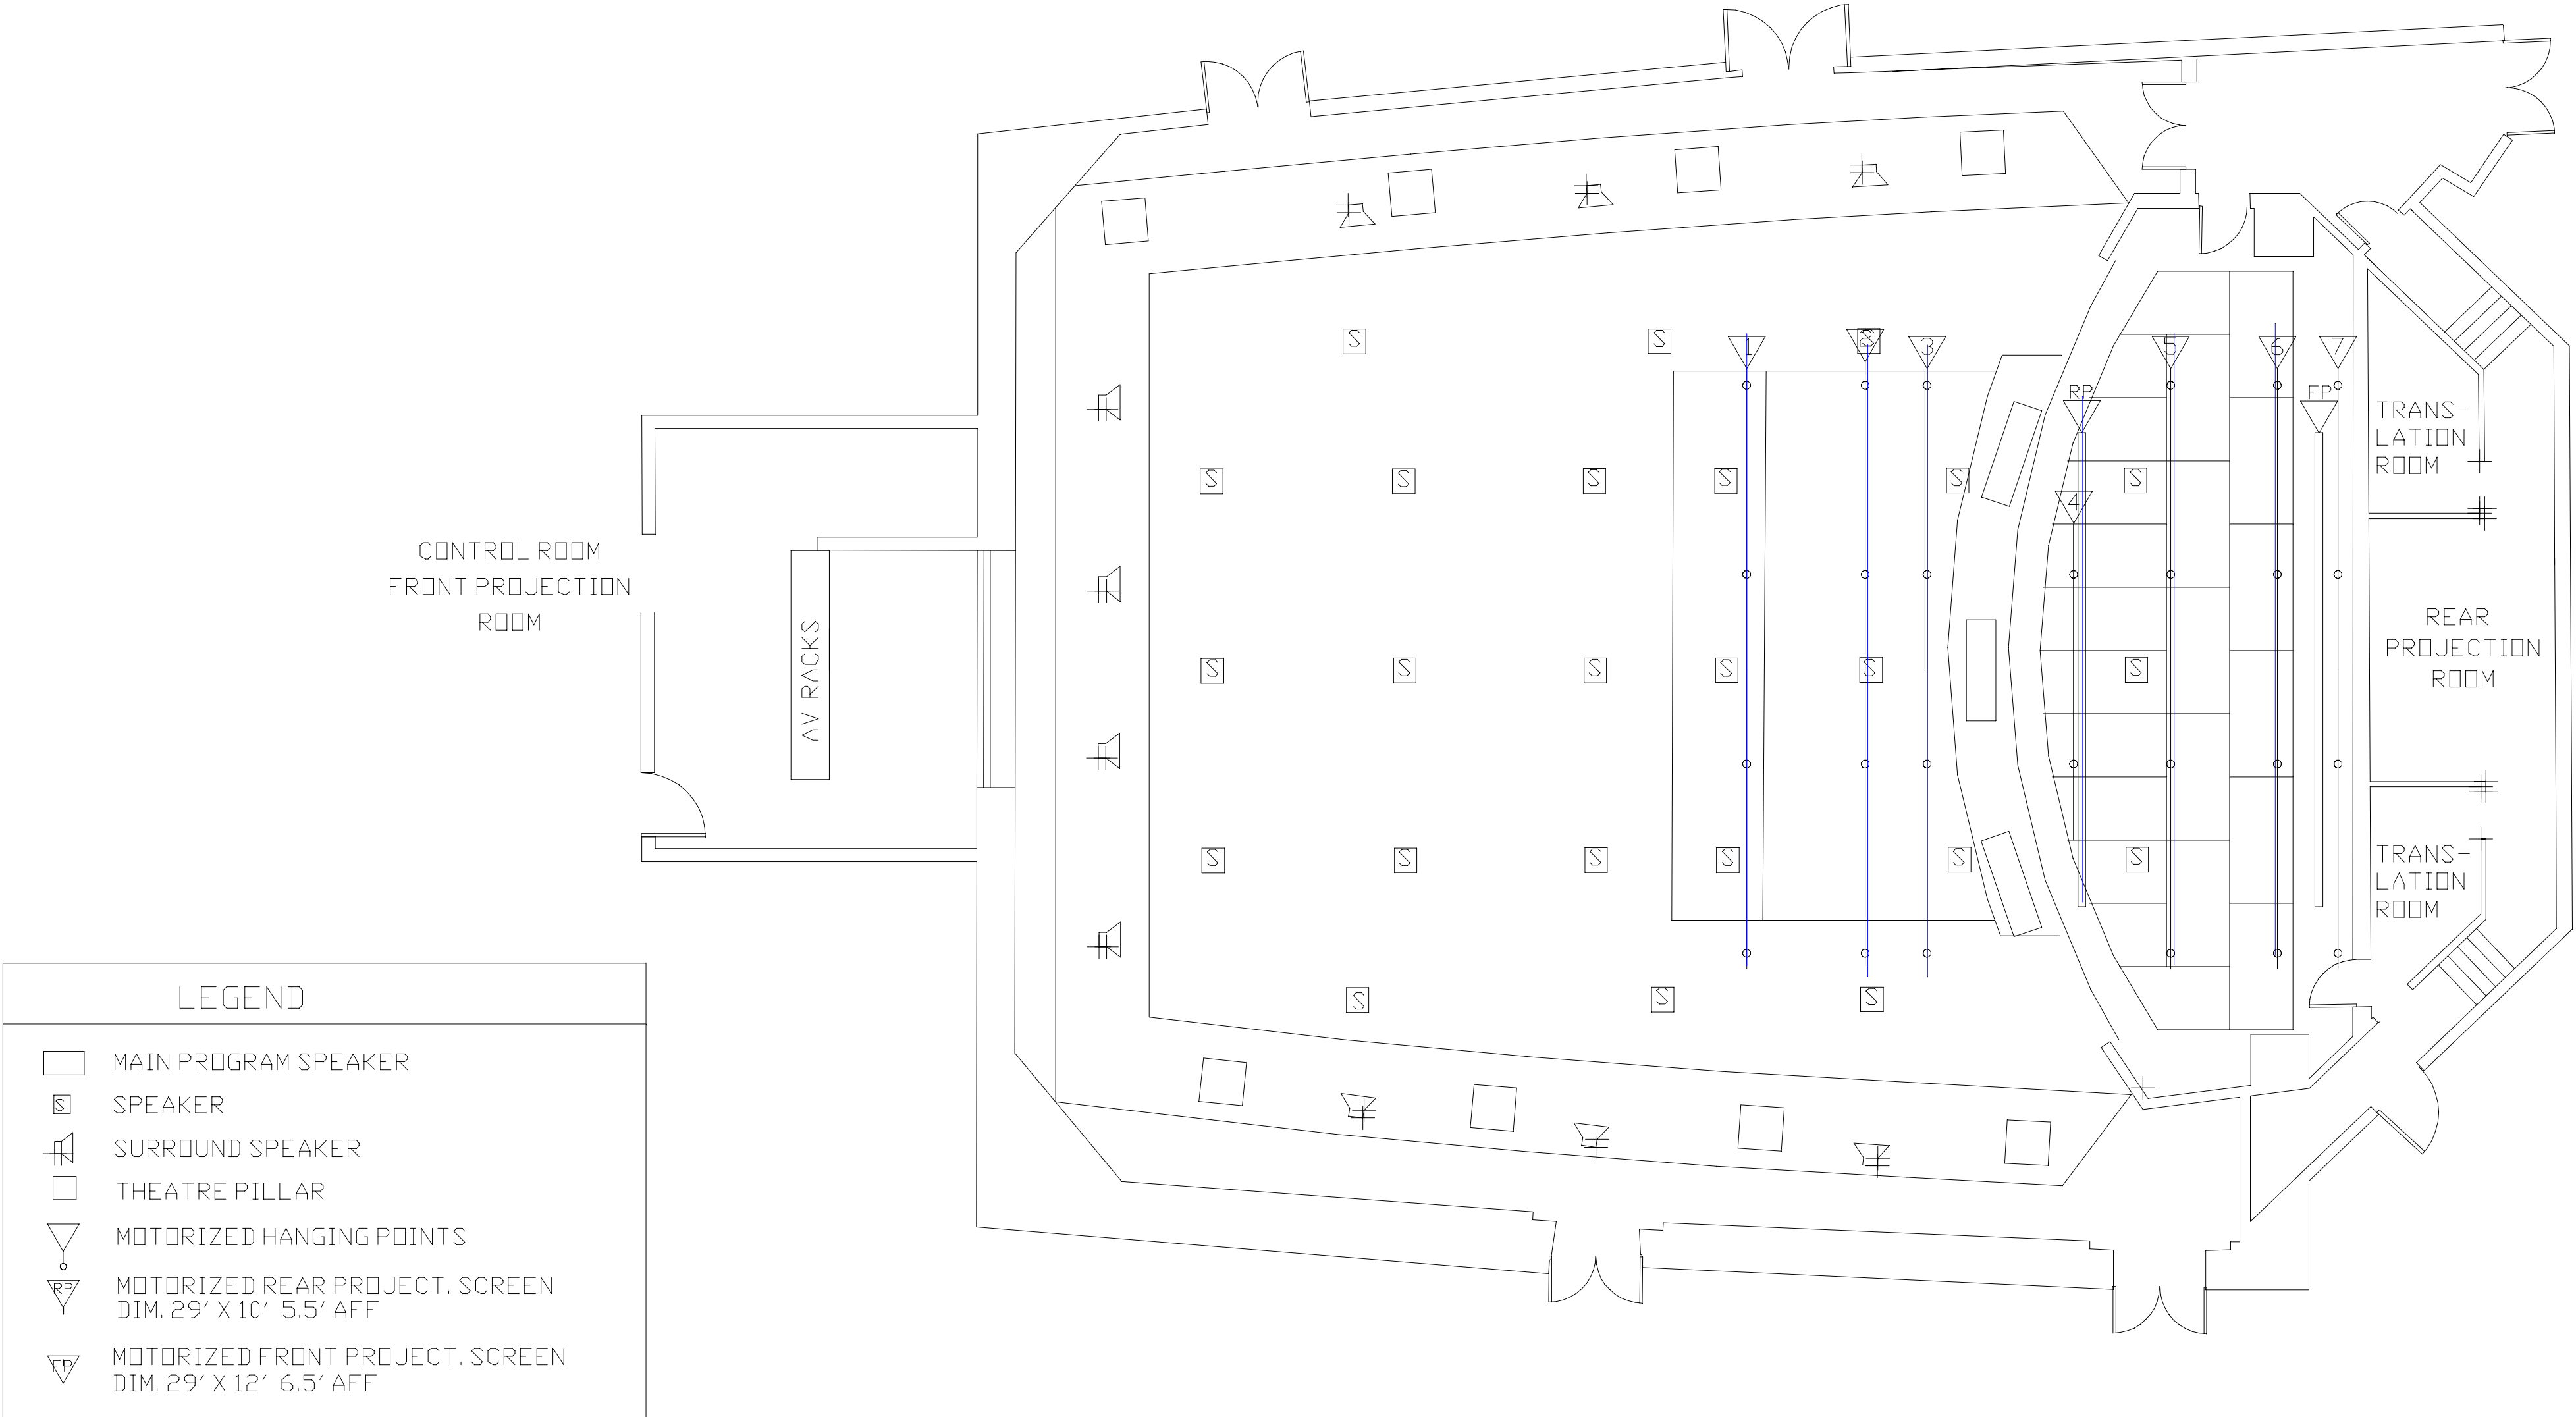 S S 1 S 2 3 5 6 7
RP FP
TRANS-
LATION
ROOM
S S S S S S
4
CONTROL ROOM
FRONT PROJECTION
ROOM
AV RACKS
REAR
PROJECTION
ROOM
S S S S S S
S S S S S S
TRANS-
LATION
ROOM
S S S
LEGEND
MAIN PROGRAM SPEAKER
S SPEAKER
SURROUND SPEAKER
THEATRE PILLAR
MOTORIZED HANGING POINTS
RP MOTORIZED REAR PROJECT. SCREEN
DIM. 29' X 10' 5.5' AFF
FP MOTORIZED FRONT PROJECT. SCREEN
DIM. 29' X 12' 6.5' AFF